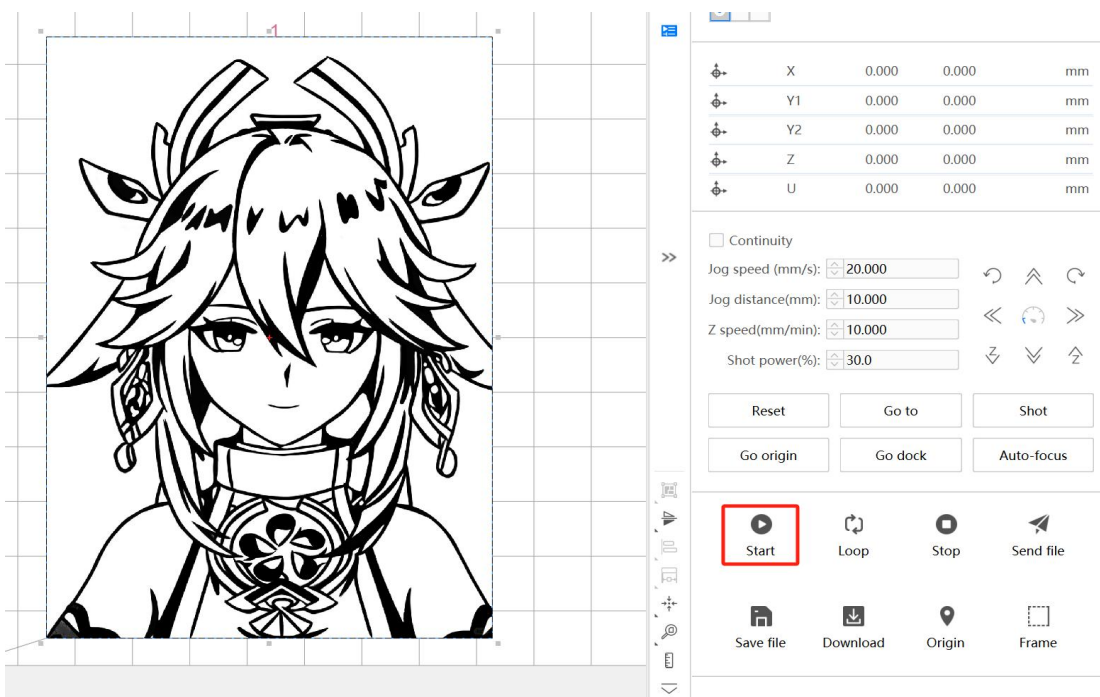 1
X 0.000 0.000 mm
Y1 0.000 0.000 mm
Y2 0.000 0.000 mm
Z 0.000 0.000 mm
U 0.000 0.000 mm
Continuity
Jog speed (mm/s): 20.000
Jog distance(mm): 10.000
Z speed(mm/min): 10.000
Z Z
Shot power(%): 30.0
Reset Go to Shot
Go origin Go dock Auto-focus
Start Loop Stop Send file
Save file Download Origin Frame